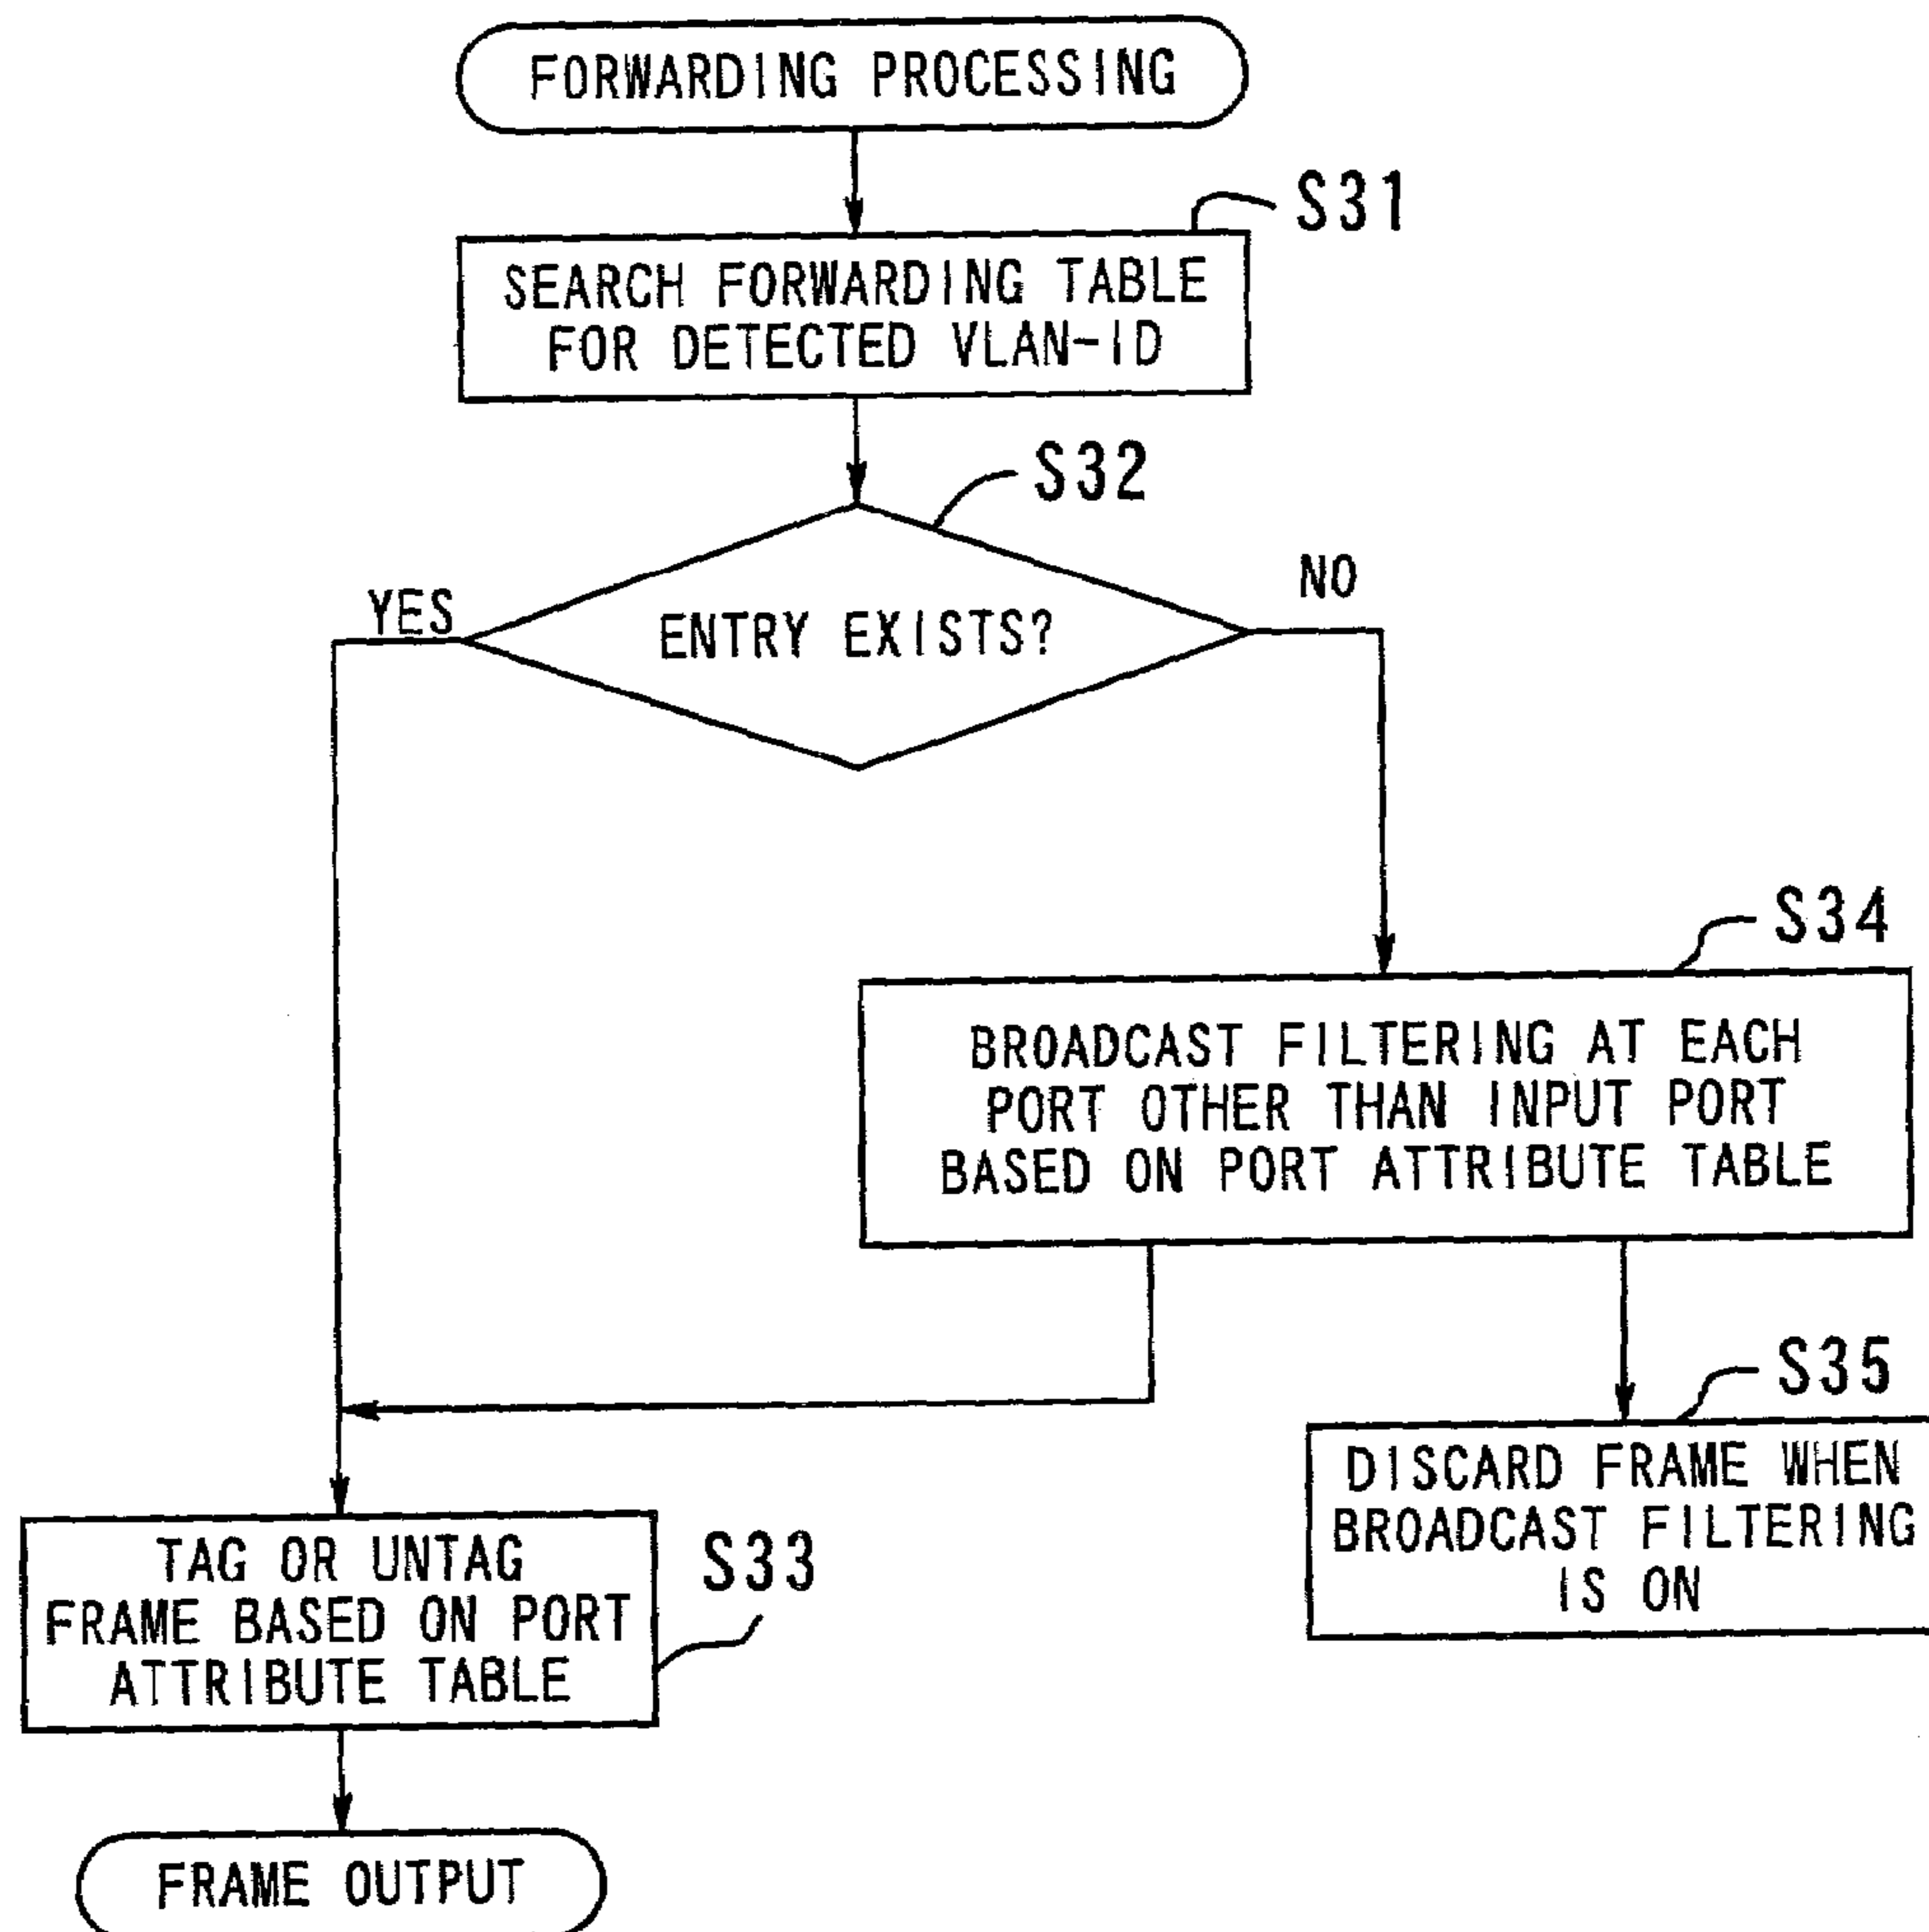 FORWARDING PROCESSING
S31
SEARCH FORWARDING TABLE
FOR DETECTED VLAN-ID
S32
YES
ENTRY EXISTS?
NO
S34
BROADCAST FILTERING AT EACH
PORT OTHER THAN INPUT PORT
BASED ON PORT ATTRIBUTE TABLE
S35
DISCARD FRAME WHEN
BROADCAST FILTERING
IS ON
TAG OR UNTAG
FRAME BASED ON PORT
ATTRIBUTE TABLE
S33
FRAME OUTPUT